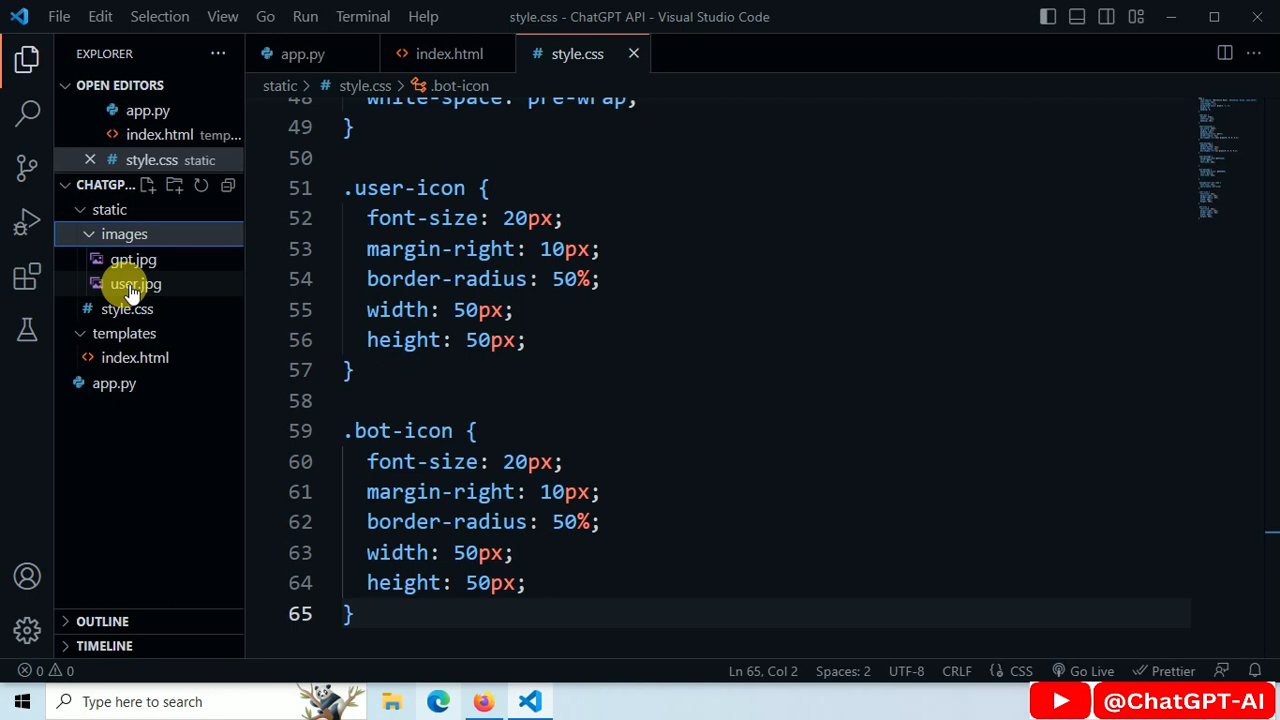 File Edit Selection View Go Run Terminal Help style.css - ChatGPT API - Visual Studio Code
EXPLORER
OPEN EDITORS
app.py
index.html temp...
style.css static
CHATGP...
static
images
gpt.jpg
user.jpg
style.css
templates
index.html
app.py
OUTLINE
TIMELINE
app.py index.html style.css
static > style.css > .bot-icon
48 white-space: pre-wrap;
49 }
50
51 .user-icon {
52 font-size: 20px;
53 margin-right: 10px;
54 border-radius: 50%;
55 width: 50px;
56 height: 50px;
57 }
58
59 .bot-icon {
60 font-size: 20px;
61 margin-right: 10px;
62 border-radius: 50%;
63 width: 50px;
64 height: 50px;
65 }
0 0 Ln 65, Col 2 Spaces: 2 UTF-8 CRLF {} CSS Go Live Prettier
Type here to search
@ChatGPT-AI